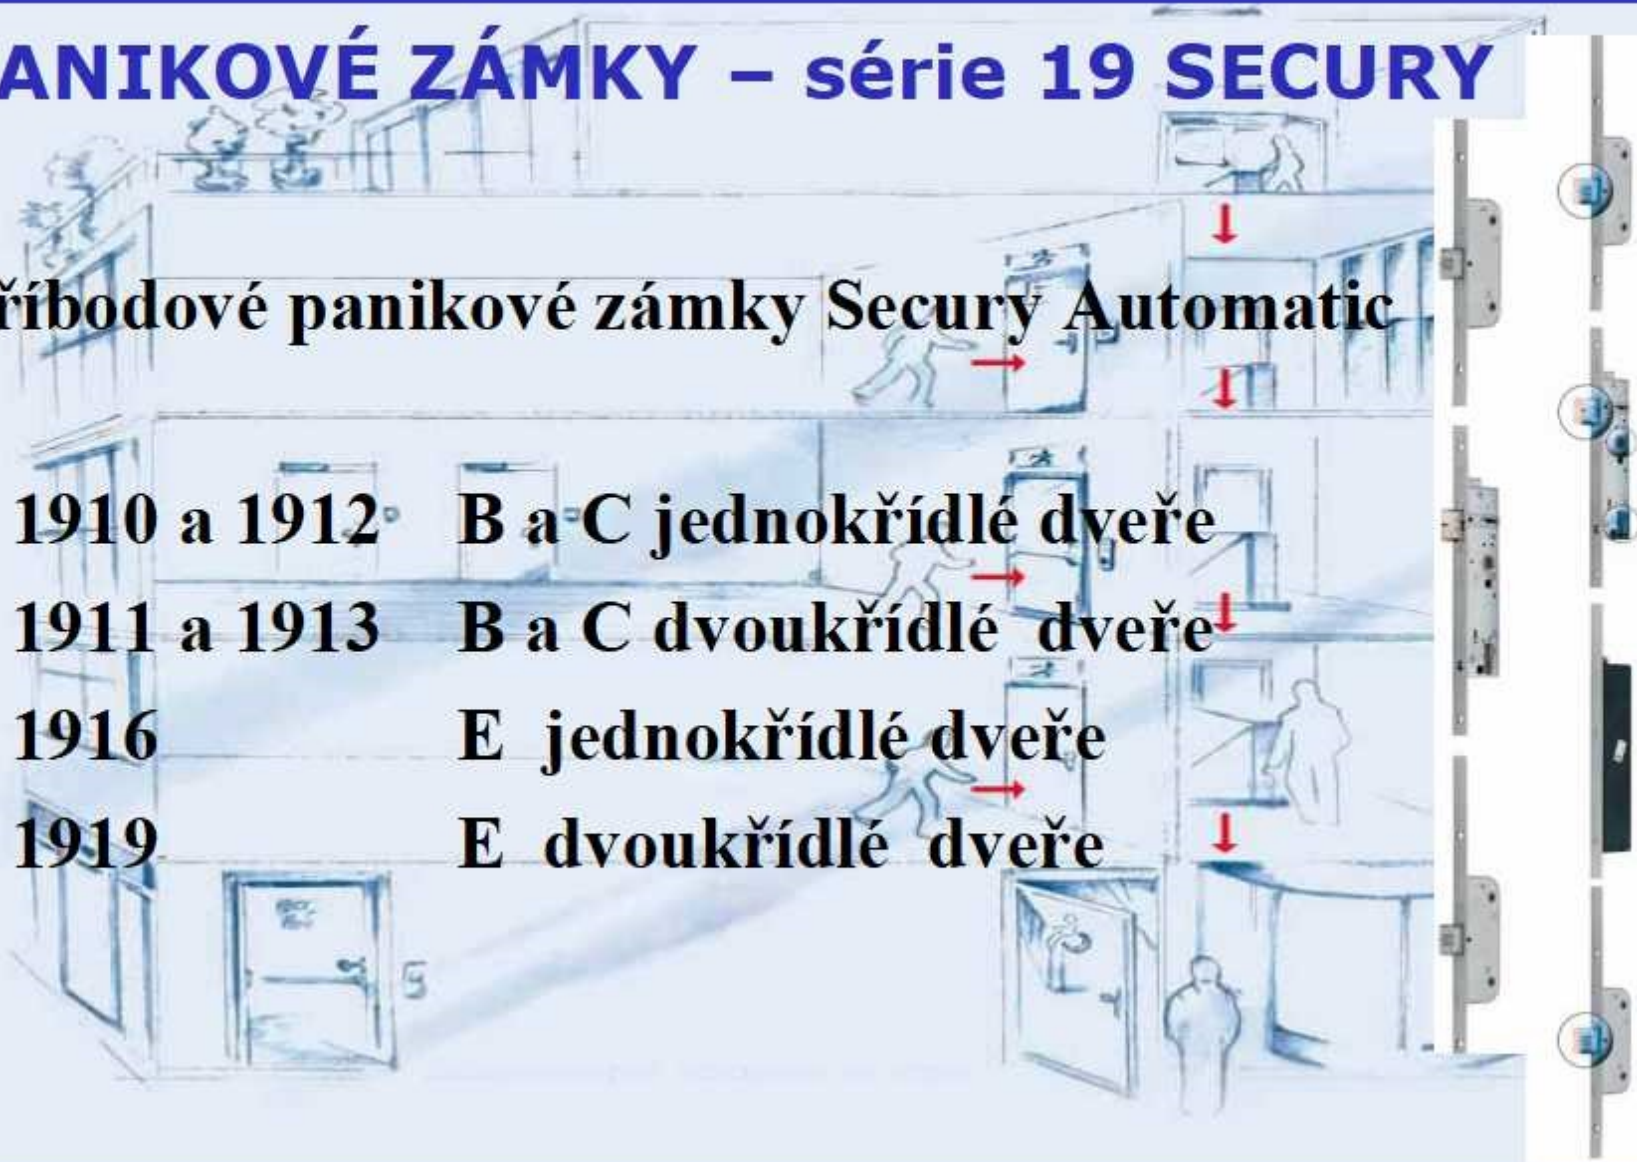 ANIKOVÉ ZÁMKY – série 19 SECURY
říbodové panikové zámky Secury Automatic
1910 a 1912 B a C jednokřídlé dveře
1911 a 1913 B a C dvoukřídlé dveře
1916 E jednokřídlé dveře
1919 E dvoukřídlé dveře